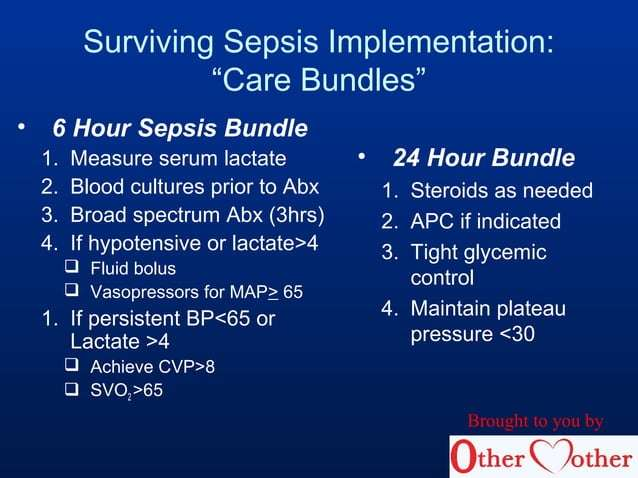 Surviving Sepsis Implementation:
“Care Bundles”
• 6 Hour Sepsis Bundle
1. Measure serum lactate
2. Blood cultures prior to Abx
3. Broad spectrum Abx (3hrs)
4. If hypotensive or lactate>4
❑ Fluid bolus
❑ Vasopressors for MAP≥ 65
1. If persistent BP<65 or
Lactate >4
❑ Achieve CVP>8
❑ SVO₂>65
• 24 Hour Bundle
1. Steroids as needed
2. APC if indicated
3. Tight glycemic
control
4. Maintain plateau
pressure <30
Brought to you by
Other Mother